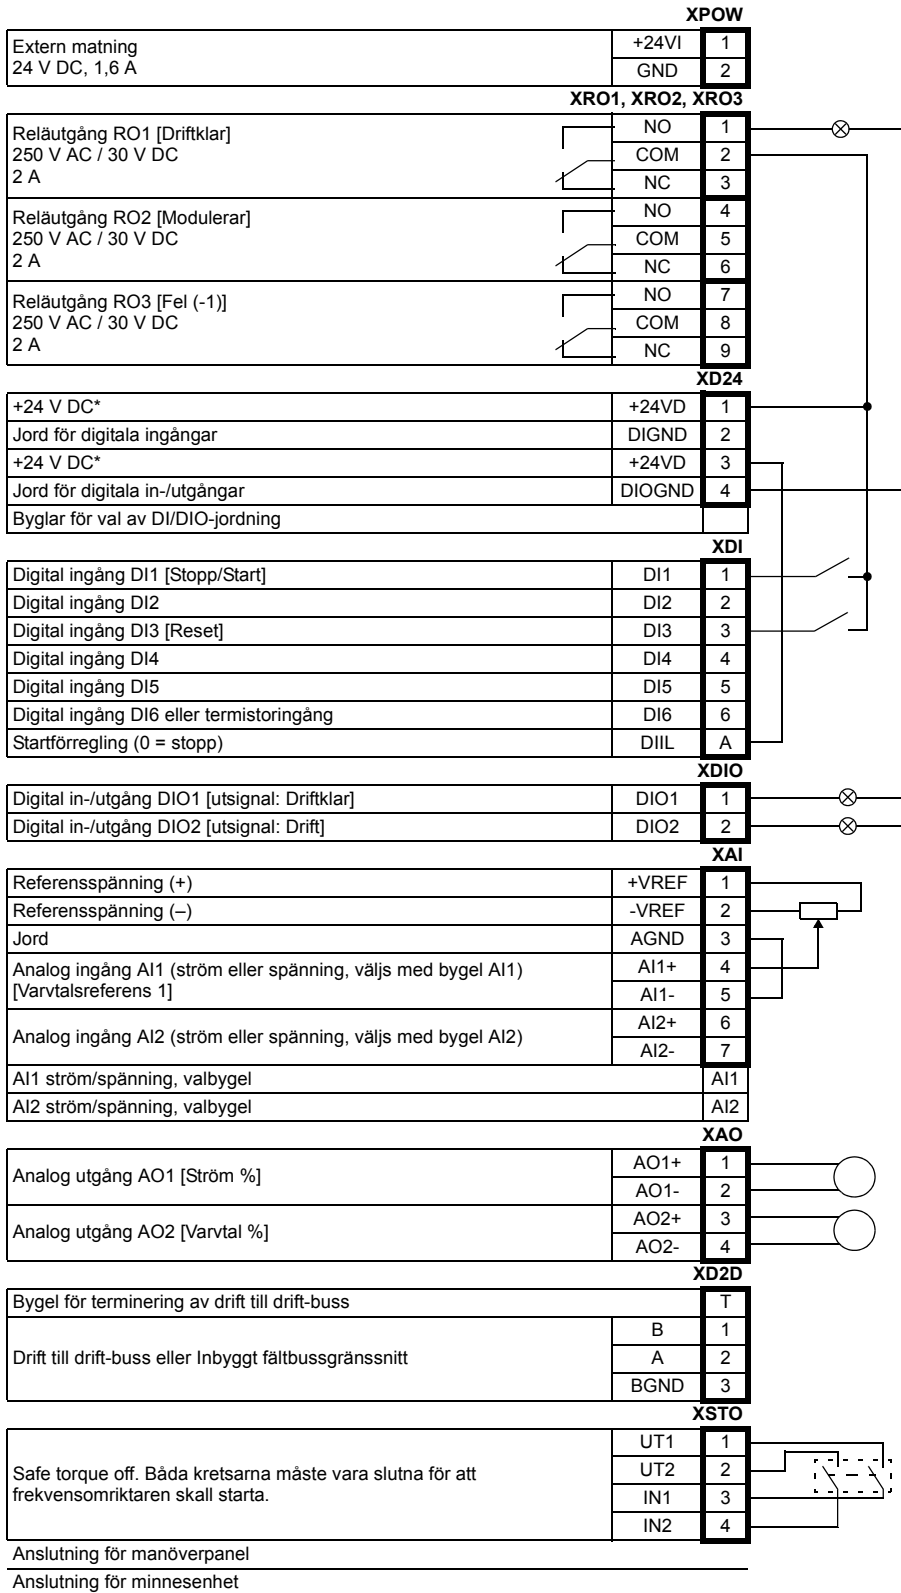 XPOW
Extern matning
24 V DC, 1,6 A
+24VI 1
GND 2
XRO1, XRO2, XRO3
Reläutgång RO1 [Driftklar]
250 V AC / 30 V DC
2 A
NO 1
COM 2
NC 3
Reläutgång RO2 [Modulerar]
250 V AC / 30 V DC
2 A
NO 4
COM 5
NC 6
Reläutgång RO3 [Fel (-1)]
250 V AC / 30 V DC
2 A
NO 7
COM 8
NC 9
XD24
+24 V DC* +24VD 1
Jord för digitala ingångar DIGND 2
+24 V DC* +24VD 3
Jord för digitala in-/utgångar DIOGND 4
Byglar för val av DI/DIO-jordning
XDI
Digital ingång DI1 [Stopp/Start] DI1 1
Digital ingång DI2 DI2 2
Digital ingång DI3 [Reset] DI3 3
Digital ingång DI4 DI4 4
Digital ingång DI5 DI5 5
Digital ingång DI6 eller termistoringång DI6 6
Startförregling (0 = stopp) DIIL A
XDIO
Digital in-/utgång DIO1 [utsignal: Driftklar] DIO1 1
Digital in-/utgång DIO2 [utsignal: Drift] DIO2 2
XAI
Referensspänning (+) +VREF 1
Referensspänning (–) -VREF 2
Jord AGND 3
Analog ingång AI1 (ström eller spänning, väljs med bygel AI1)
[Varvtalsreferens 1]
AI1+ 4
AI1- 5
Analog ingång AI2 (ström eller spänning, väljs med bygel AI2)
AI2+ 6
AI2- 7
AI1 ström/spänning, valbygel AI1
AI2 ström/spänning, valbygel AI2
XAO
Analog utgång AO1 [Ström %]
AO1+ 1
AO1- 2
Analog utgång AO2 [Varvtal %]
AO2+ 3
AO2- 4
XD2D
Bygel för terminering av drift till drift-buss T
Drift till drift-buss eller Inbyggt fältbussgränssnitt
B 1
A 2
BGND 3
XSTO
Safe torque off. Båda kretsarna måste vara slutna för att
frekvensomriktaren skall starta.
UT1 1
UT2 2
IN1 3
IN2 4
Anslutning för manöverpanel
Anslutning för minnesenhet